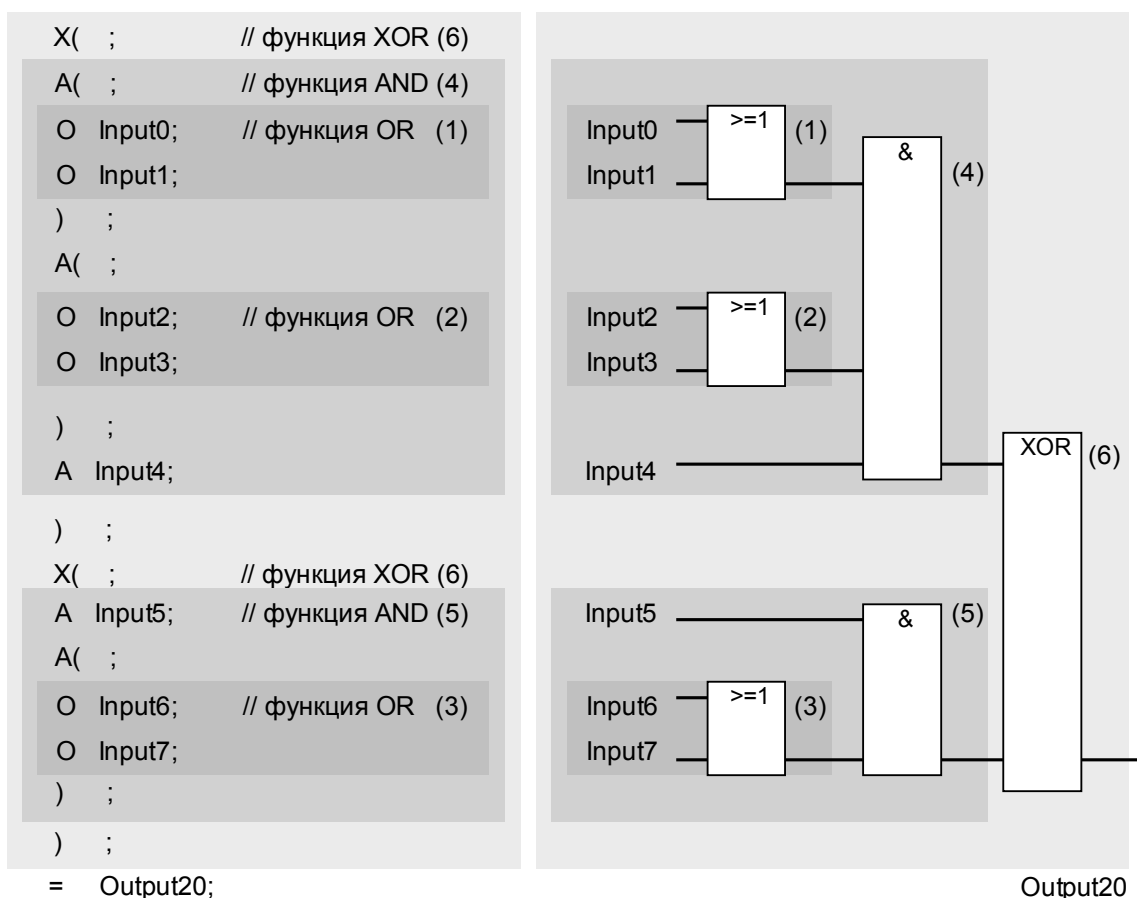 X( ; // функция XOR (6)
A( ; // функция AND (4)
O Input0; // функция OR (1)
O Input1;
) ;
A( ;
O Input2; // функция OR (2)
O Input3;
) ;
A Input4;
) ;
X( ; // функция XOR (6)
A Input5; // функция AND (5)
A( ;
O Input6; // функция OR (3)
O Input7;
) ;
) ;
= Output20;
Input0 >=1 (1)
Input1
& (4)
Input2 >=1 (2)
Input3
Input4
XOR (6)
Input5 & (5)
Input6 >=1 (3)
Input7
Output20